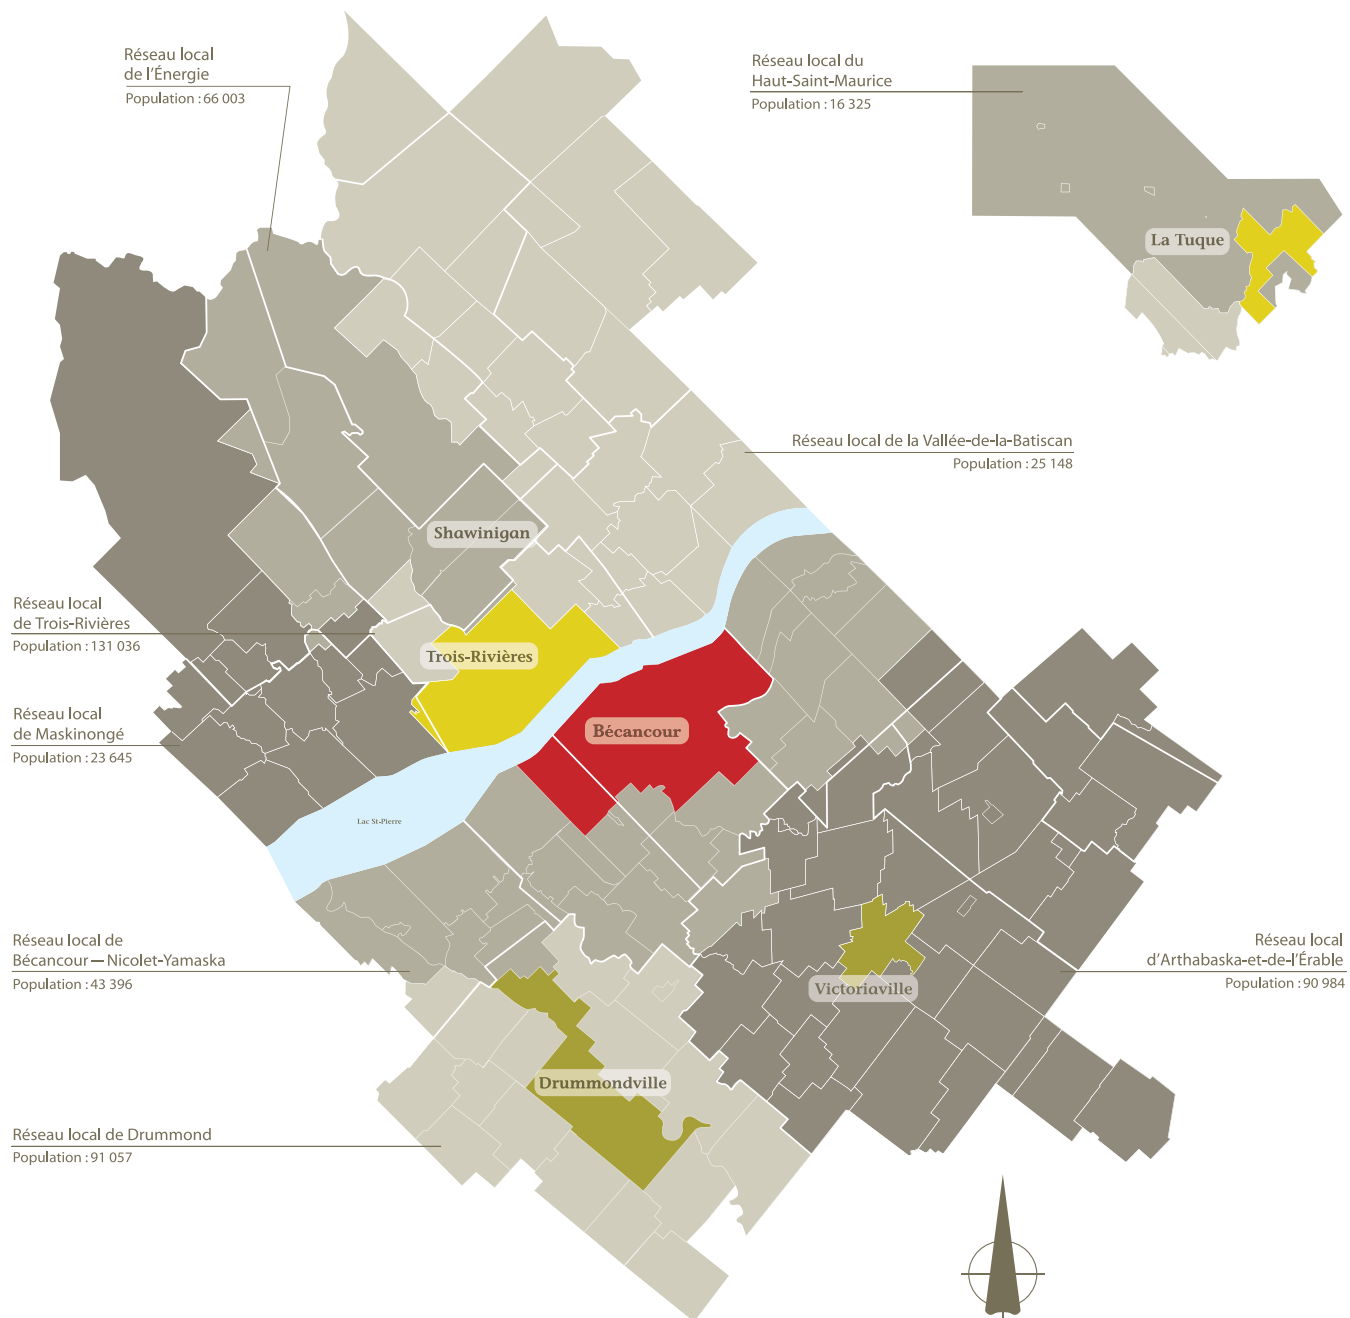 Réseau local
de l'Énergie
Population : 66 003
Réseau local du
Haut-Saint-Maurice
Population : 16 325
La Tuque
Réseau local de la Vallée-de-la-Batiscan
Population : 25 148
Shawinigan
Réseau local
de Trois-Rivières
Population : 131 036
Trois-Rivières
Réseau local
de Maskinongé
Population : 23 645
Bécancour
Lac St-Pierre
Réseau local de
Bécancour — Nicolet-Yamaska
Population : 43 396
Réseau local
d'Arthabaska-et-de-l'Érable
Population : 90 984
Victoriaville
Drummondville
Réseau local de Drummond
Population : 91 057